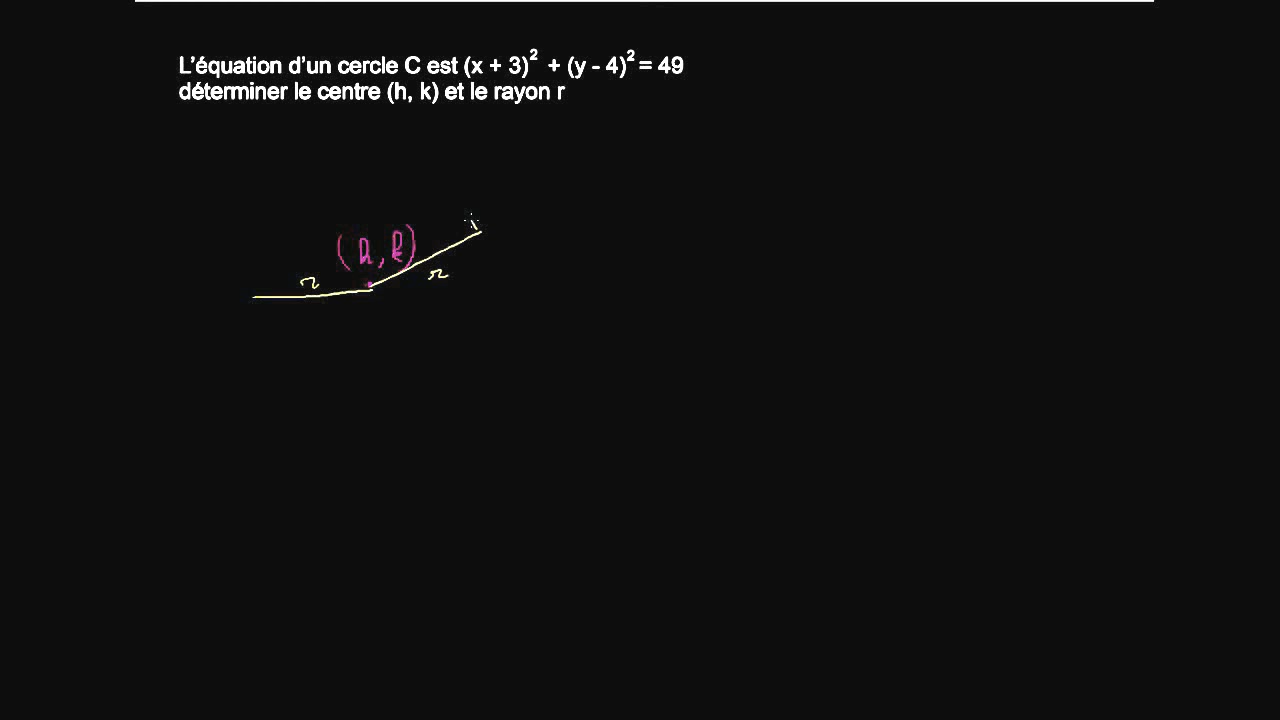 L'équation d'un cercle C est (x + 3)² + (y - 4)² = 49
déterminer le centre (h, k) et le rayon r
(h, k)
r r